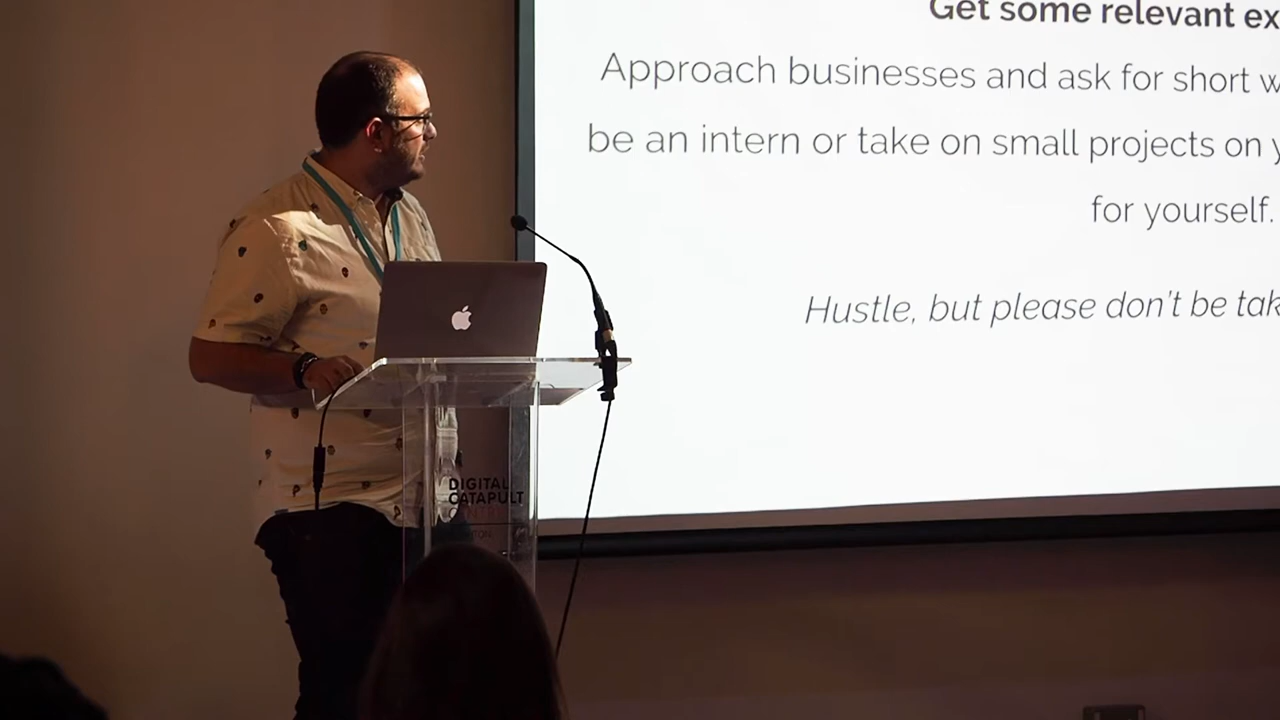 Get some relevant ex
Approach businesses and ask for short w
be an intern or take on small projects on y
for yourself.
Hustle, but please don't be tak
DIGITAL
CATAPULT
CENTRE